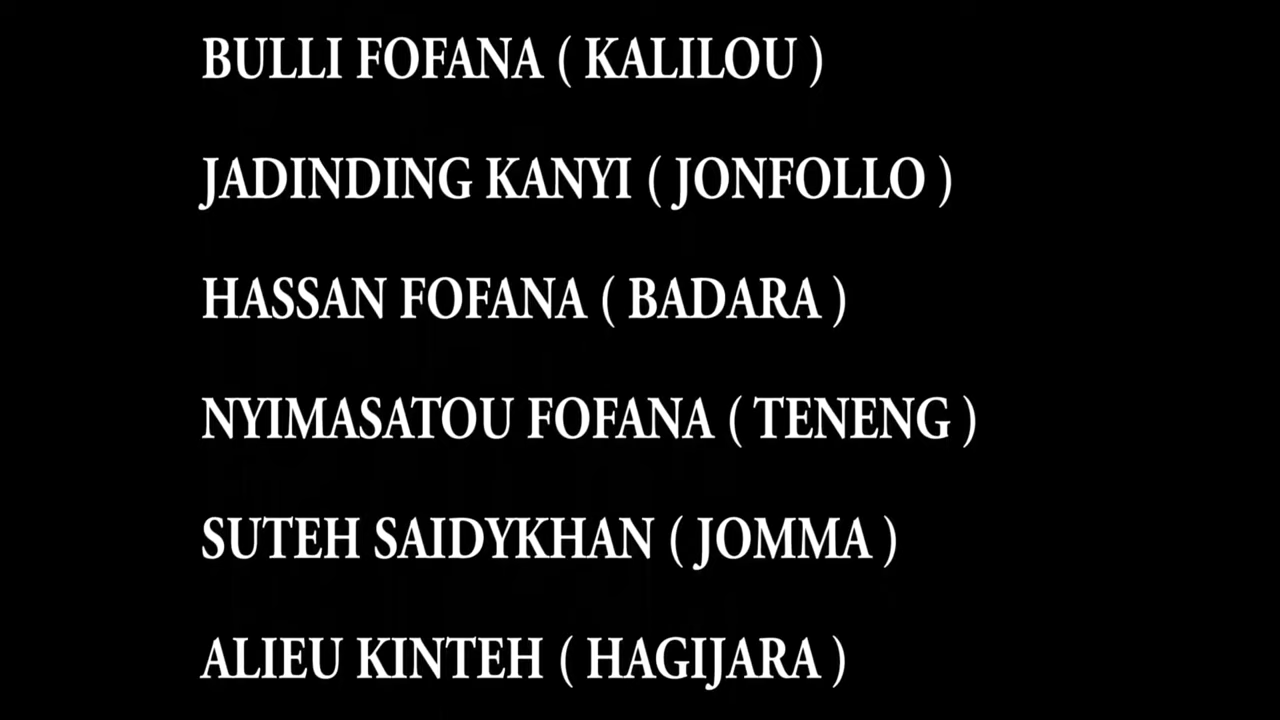 BULLI FOFANA ( KALILOU )
JADINDING KANYI ( JONFOLLO )
HASSAN FOFANA ( BADARA )
NYIMASATOU FOFANA ( TENENG )
SUTEH SAIDYKHAN ( JOMMA )
ALIEU KINTEH ( HAGIJARA )